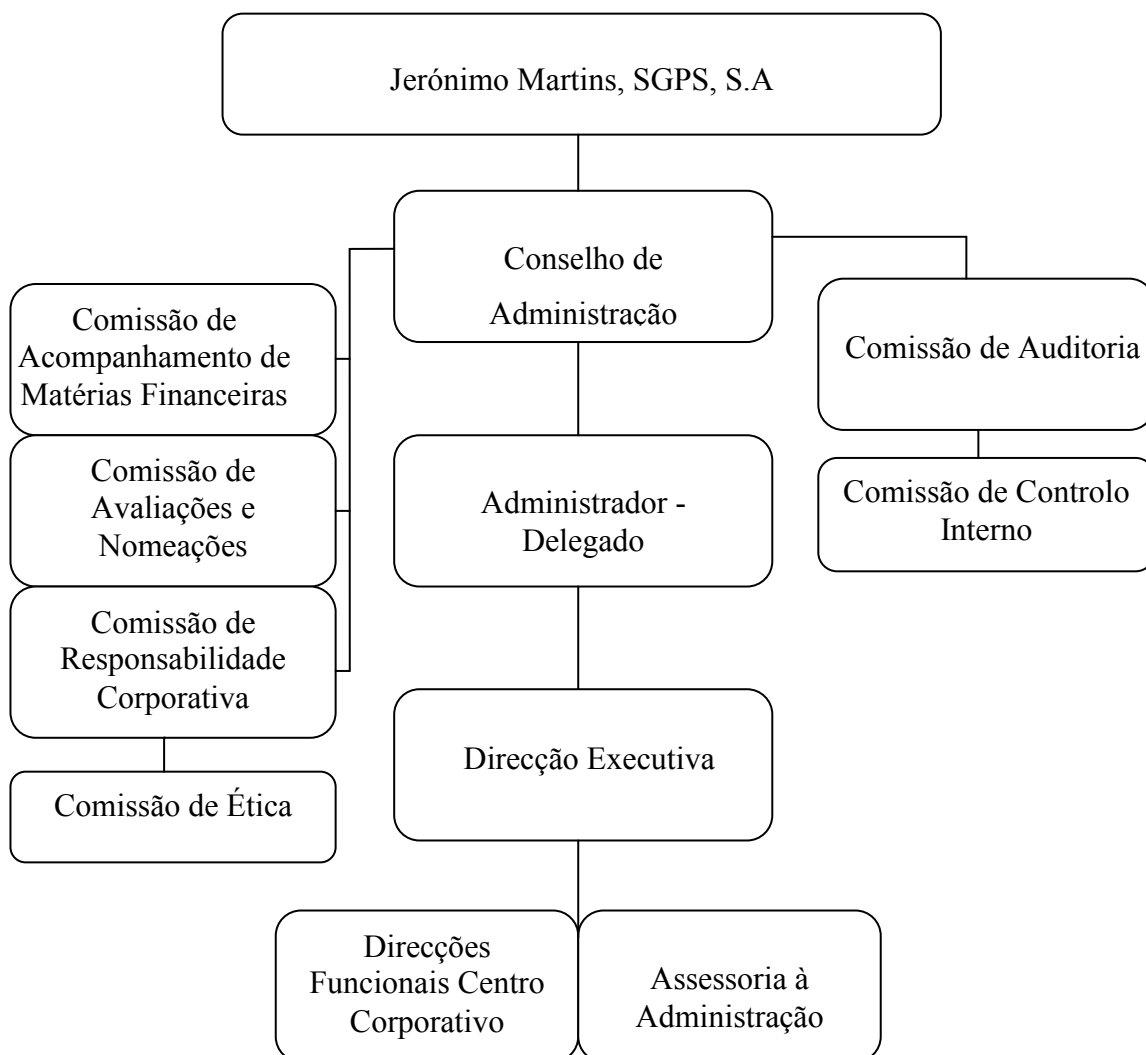 Jerónimo Martins, SGPS, S.A
Conselho de
Administração
Comissão de
Acompanhamento de
Matérias Financeiras
Comissão de Auditoria
Comissão de
Avaliações e
Nomeações
Administrador -
Delegado
Comissão de Controlo
Interno
Comissão de
Responsabilidade
Corporativa
Direcção Executiva
Comissão de Ética
Direcções
Funcionais Centro
Corporativo
Assessoria à
Administração